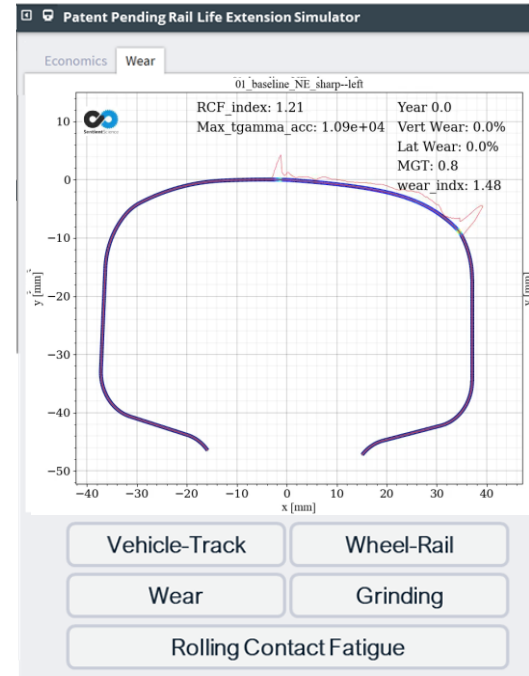 Patent Pending Rail Life Extension Simulator
Economics Wear
01_baseline_NE_sharp--left
RCF_index: 1.21
Max_tgamma_acc: 1.09e+04
Year 0.0
Vert Wear: 0.0%
Lat Wear: 0.0%
MGT: 0.8
wear_indx: 1.48
SentientScience
10
0
−10
−20
−30
−40
−50
y [mm]
−40 −30 −20 −10 0 10 20 30 40
x [mm]
Vehicle-Track Wheel-Rail
Wear Grinding
Rolling Contact Fatigue